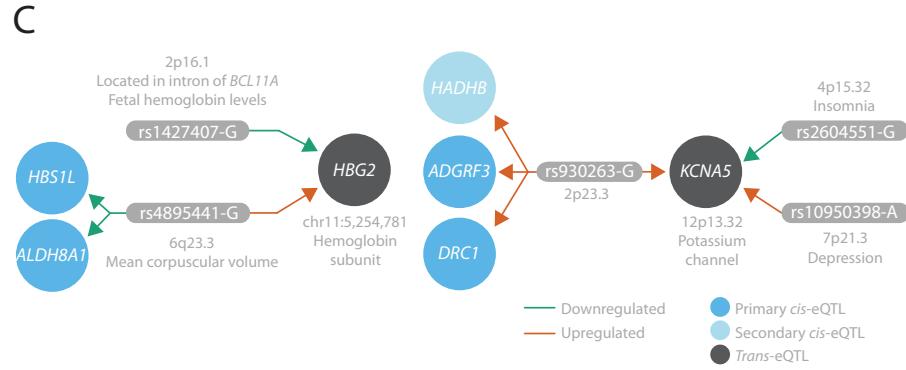 C
2p16.1
Located in intron of BCL11A
Fetal hemoglobin levels
rs1427407-G
HBS1L
HBG2
rs4895441-G
ALDH8A1
6q23.3
Mean corpuscular volume
chr11:5,254,781
Hemoglobin
subunit
HADHB
ADGRF3
rs930263-G
2p23.3
DRC1
KCNA5
12p13.32
Potassium
channel
4p15.32
Insomnia
rs2604551-G
rs10950398-A
7p21.3
Depression
Downregulated
Upregulated
Primary cis-eQTL
Secondary cis-eQTL
Trans-eQTL